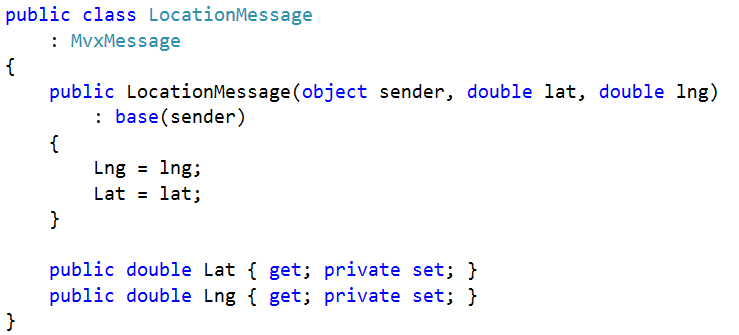 public class LocationMessage
    : MvxMessage
{
    public LocationMessage(object sender, double lat, double lng)
        : base(sender)
    {
        Lng = lng;
        Lat = lat;
    }

    public double Lat { get; private set; }
    public double Lng { get; private set; }
}